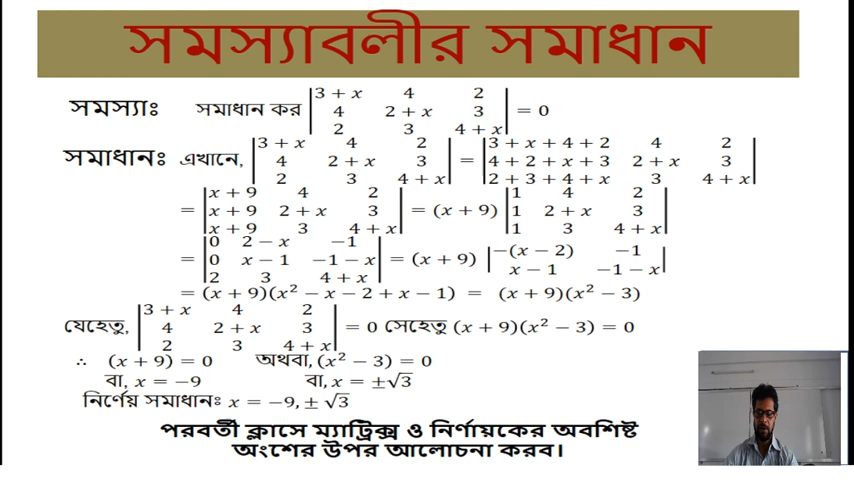 সমস্যাবলীর সমাধান
সমস্যাঃ সমাধান কর |3 + x 4 2; 4 2 + x 3; 2 3 4 + x| = 0
সমাধানঃ এখানে, |3 + x 4 2; 4 2 + x 3; 2 3 4 + x| = |3 + x + 4 + 2 4 2; 4 + 2 + x + 3 2 + x 3; 2 + 3 + 4 + x 3 4 + x|
= |x + 9 4 2; x + 9 2 + x 3; x + 9 3 4 + x| = (x + 9) |1 4 2; 1 2 + x 3; 1 3 4 + x|
= |0 2 − x −1; 0 x − 1 −1 − x; 2 3 4 + x| = (x + 9) |−(x − 2) −1; x − 1 −1 − x|
= (x + 9)(x² − x − 2 + x − 1) = (x + 9)(x² − 3)
যেহেতু, |3 + x 4 2; 4 2 + x 3; 2 3 4 + x| = 0 সেহেতু (x + 9)(x² − 3) = 0
∴ (x + 9) = 0 অথবা, (x² − 3) = 0
বা, x = −9 বা, x = ±√3
নির্ণেয় সমাধানঃ x = −9, ± √3
পরবর্তী ক্লাসে ম্যাট্রিক্স ও নির্ণায়কের অবশিষ্ট
অংশের উপর আলোচনা করব।